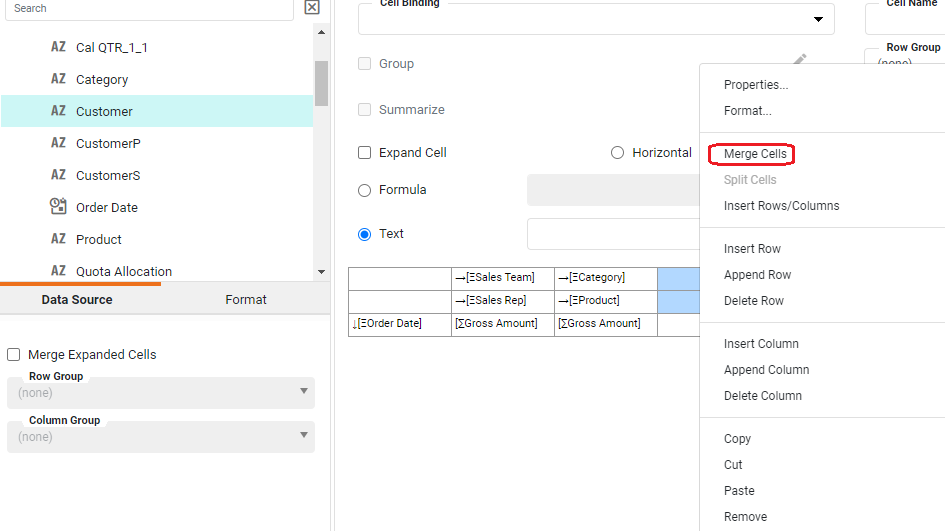 Search
AZ Cal QTR_1_1
AZ Category
AZ Customer
AZ CustomerP
AZ CustomerS
Order Date
AZ Product
AZ Quota Allocation
Data Source
Format
Merge Expanded Cells
Row Group
(none)
Column Group
(none)
Cell Binding
Cell Name
Group
Row Group
(none)
Summarize
Expand Cell
Horizontal
Formula
Text
→[ΞSales Team] →[ΞCategory]
→[ΞSales Rep] →[ΞProduct]
↓[ΞOrder Date] [∑Gross Amount] [∑Gross Amount]
Properties...
Format...
Merge Cells
Split Cells
Insert Rows/Columns
Insert Row
Append Row
Delete Row
Insert Column
Append Column
Delete Column
Copy
Cut
Paste
Remove